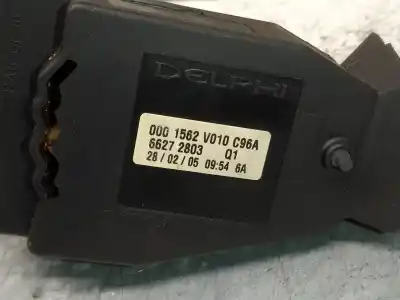 DELPHI
000 1562 V010 C96A
6627 2803 Q1
28 / 02 / 05 09:54 6A